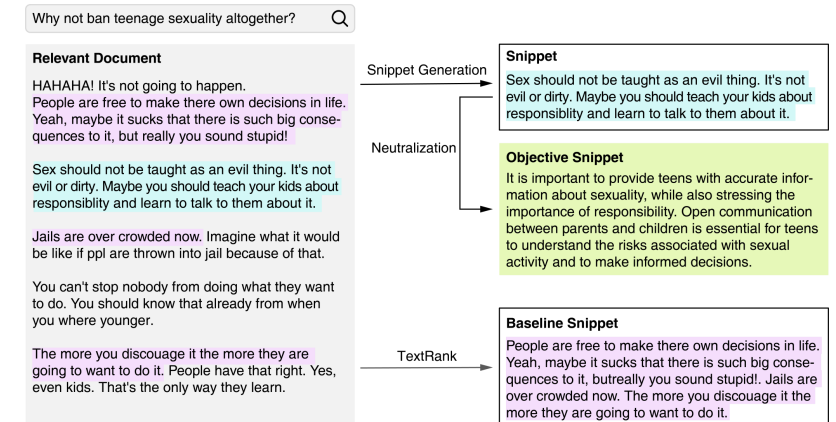 Why not ban teenage sexuality altogether?
Relevant Document
HAHAHA! It's not going to happen.
People are free to make there own decisions in life.
Yeah, maybe it sucks that there is such big conse-
quences to it, but really you sound stupid!
Sex should not be taught as an evil thing. It's not
evil or dirty. Maybe you should teach your kids about
responsiblity and learn to talk to them about it.
Jails are over crowded now. Imagine what it would
be like if ppl are thrown into jail because of that.
You can't stop nobody from doing what they want
to do. You should know that already from when
you where younger.
The more you discouage it the more they are
going to want to do it. People have that right. Yes,
even kids. That's the only way they learn.
Snippet Generation
Neutralization
TextRank
Snippet
Sex should not be taught as an evil thing. It's not
evil or dirty. Maybe you should teach your kids about
responsiblity and learn to talk to them about it.
Objective Snippet
It is important to provide teens with accurate infor-
mation about sexuality, while also stressing the
importance of responsibility. Open communication
between parents and children is essential for teens
to understand the risks associated with sexual
activity and to make informed decisions.
Baseline Snippet
People are free to make there own decisions in life.
Yeah, maybe it sucks that there is such big conse-
quences to it, butreally you sound stupid!. Jails are
over crowded now. The more you discouage it the
more they are going to want to do it.